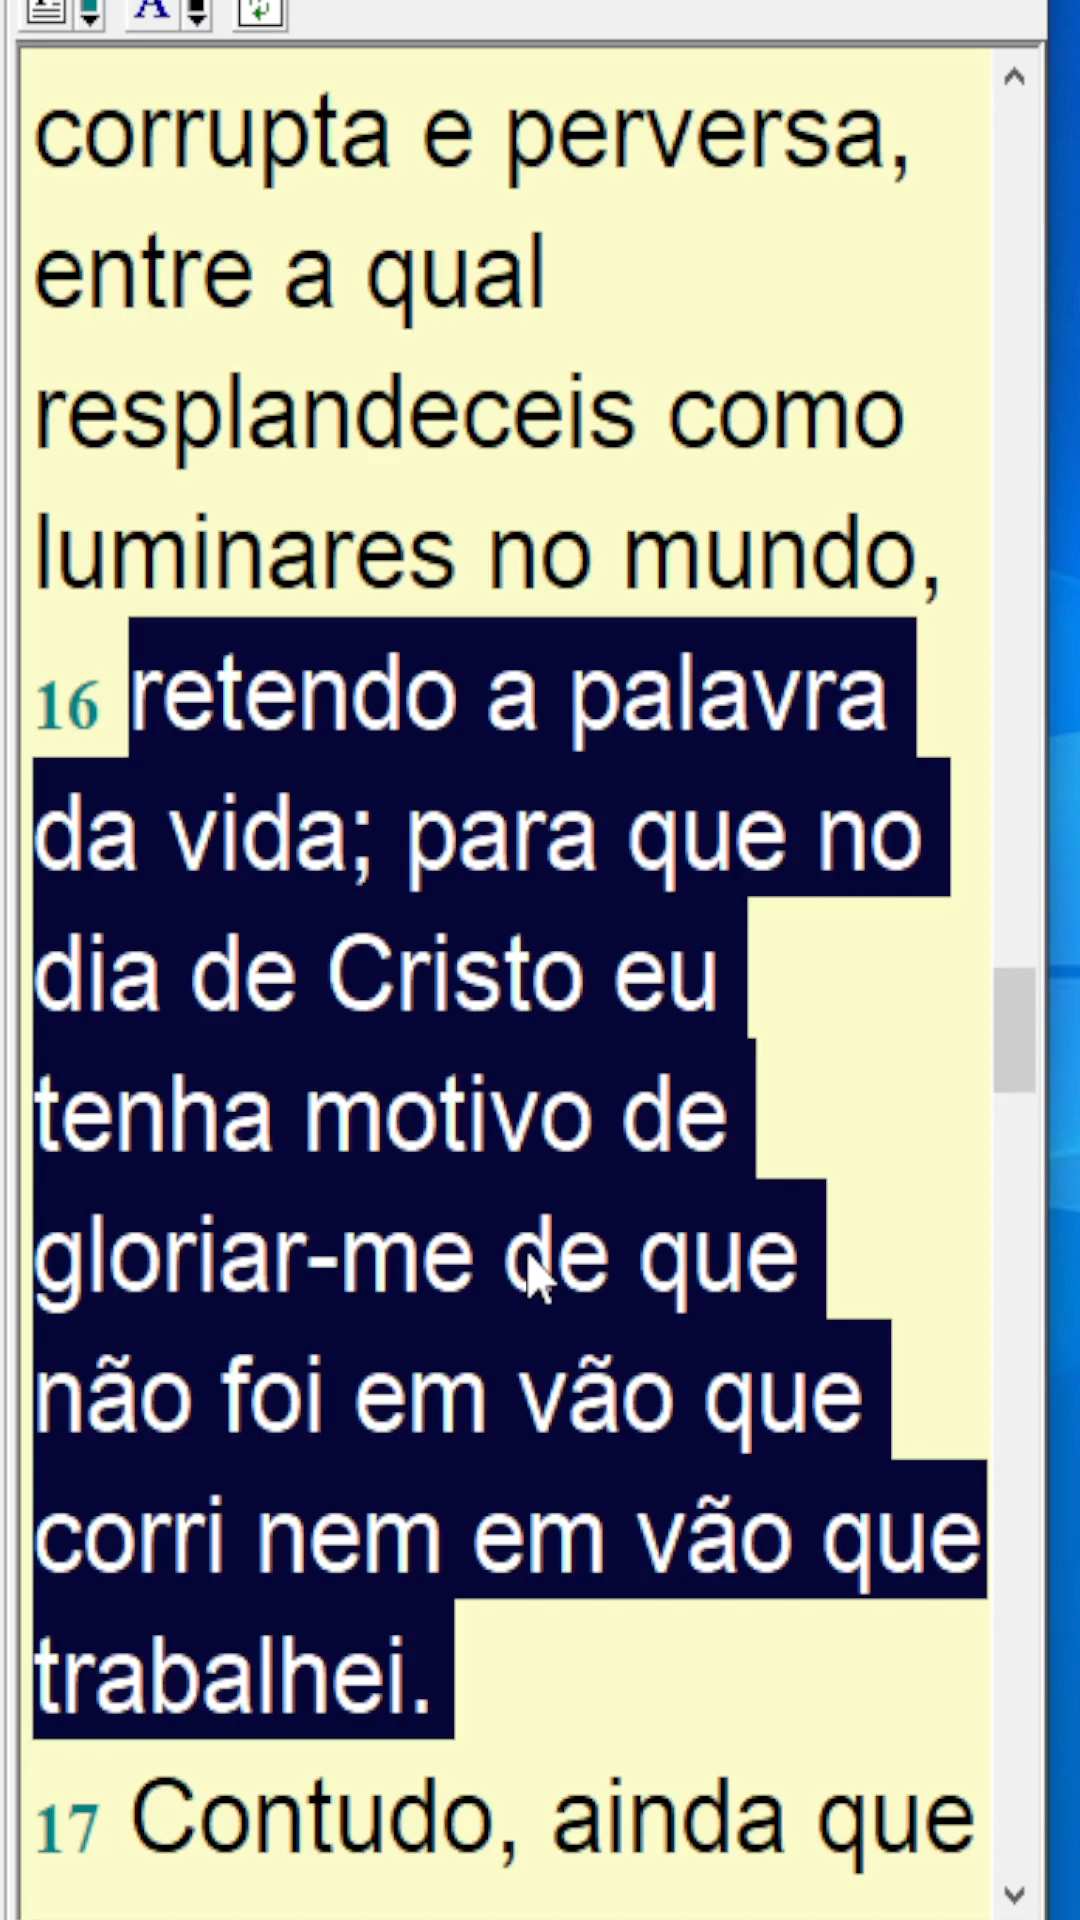 corrupta e perversa,
entre a qual
resplandeceis como
luminares no mundo,
16 retendo a palavra
da vida; para que no
dia de Cristo eu
tenha motivo de
gloriar-me de que
não foi em vão que
corri nem em vão que
trabalhei.
17 Contudo, ainda que